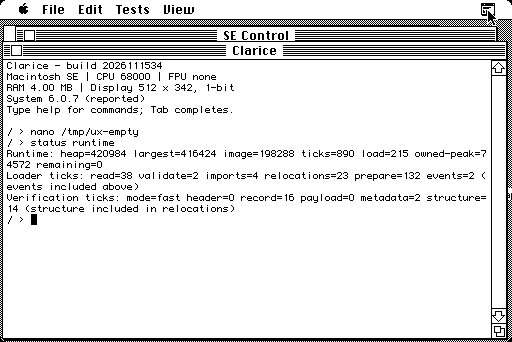 File Edit Tests View
SE Control
Clarice
Clarice - build 2026111534
Macintosh SE | CPU 68000 | FPU none
RAM 4.00 MB | Display 512 x 342, 1-bit
System 6.0.7 (reported)
Type help for commands; Tab completes.
/ > nano /tmp/ux-empty
/ > status runtime
Runtime: heap=420984 largest=416424 image=198288 ticks=890 load=215 owned-peak=7
4572 remaining=0
Loader ticks: read=38 validate=2 imports=4 relocations=23 prepare=132 events=2 (
events included above)
Verification ticks: mode=fast header=0 record=16 payload=0 metadata=2 structure=
14 (structure included in relocations)
/ >